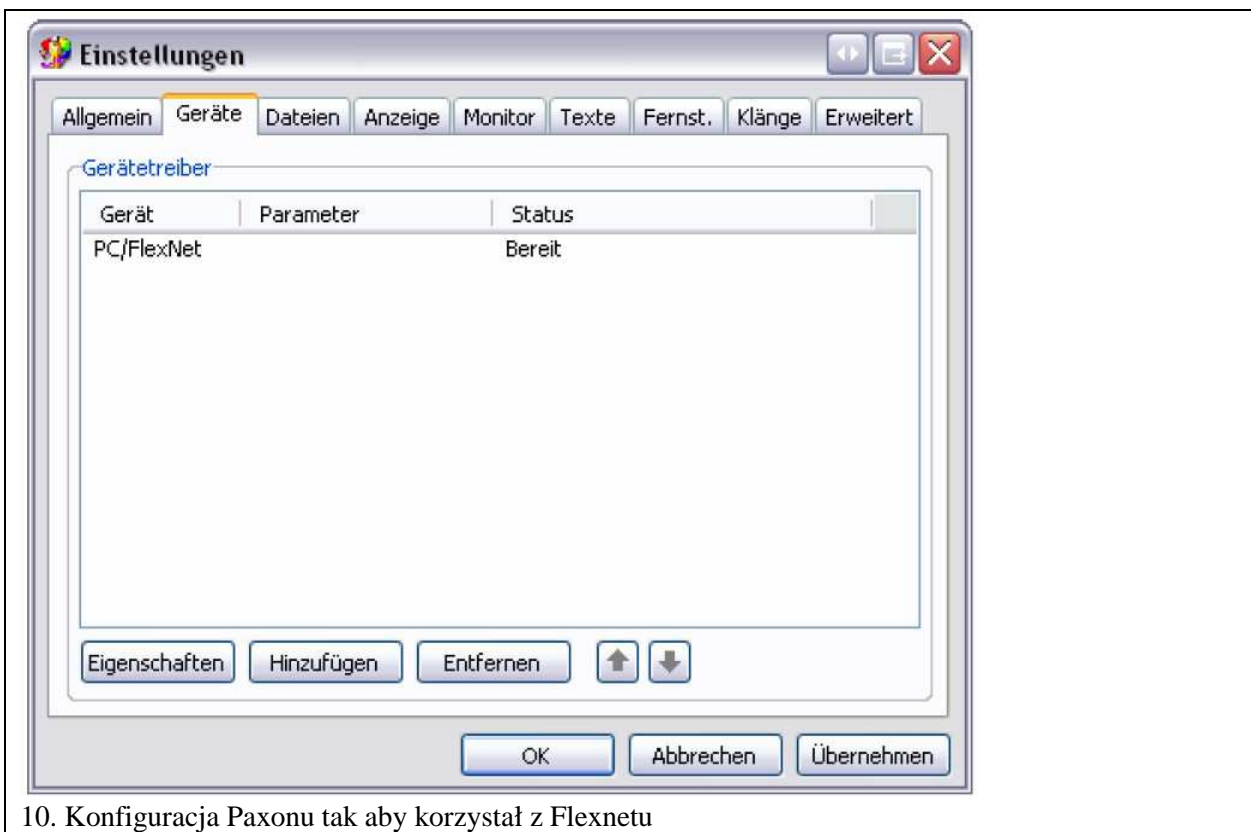 Einstellungen
Allgemein Geräte Dateien Anzeige Monitor Texte Fernst. Klänge Erweitert
Gerätetreiber
Gerät Parameter Status
PC/FlexNet Bereit
Eigenschaften Hinzufügen Entfernen
OK Abbrechen Übernehmen
10. Konfiguracja Paxonu tak aby korzystał z Flexnetu